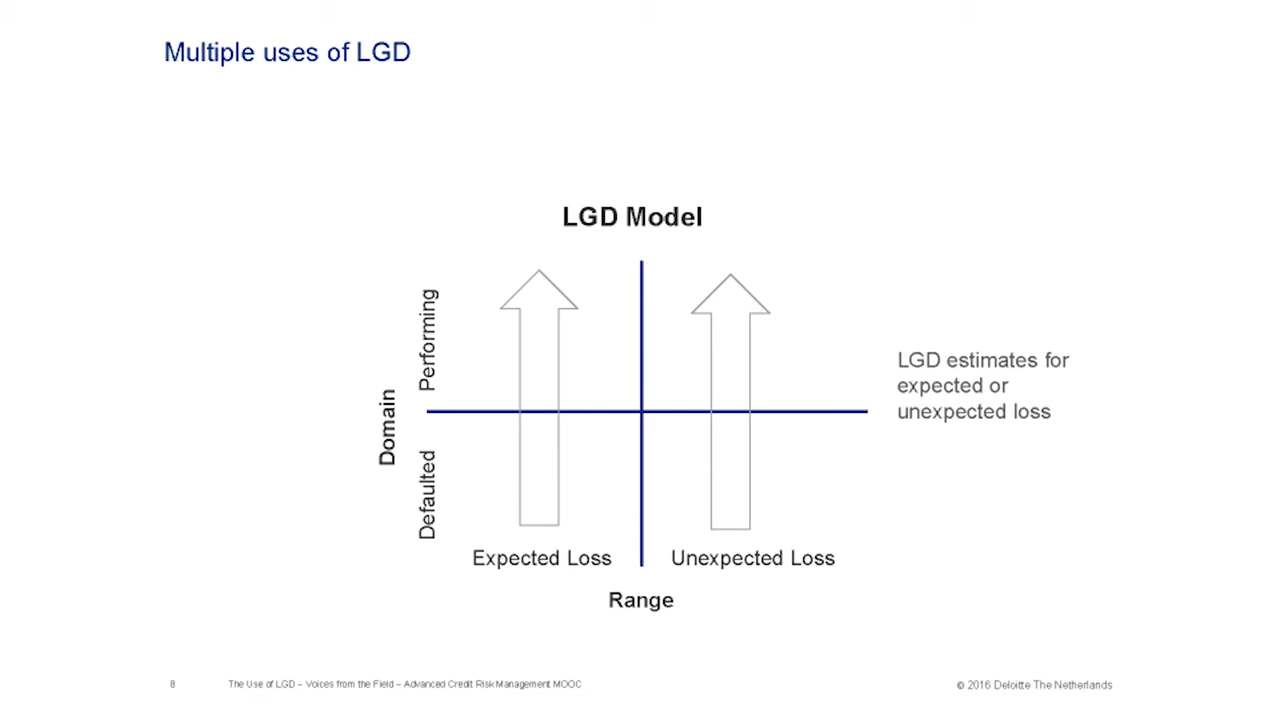 Multiple uses of LGD
LGD Model
Performing
Domain
Defaulted
LGD estimates for
expected or
unexpected loss
Expected Loss
Unexpected Loss
Range
8
The Use of LGD – Voices from the Field – Advanced Credit Risk Management MOOC
© 2016 Deloitte The Netherlands